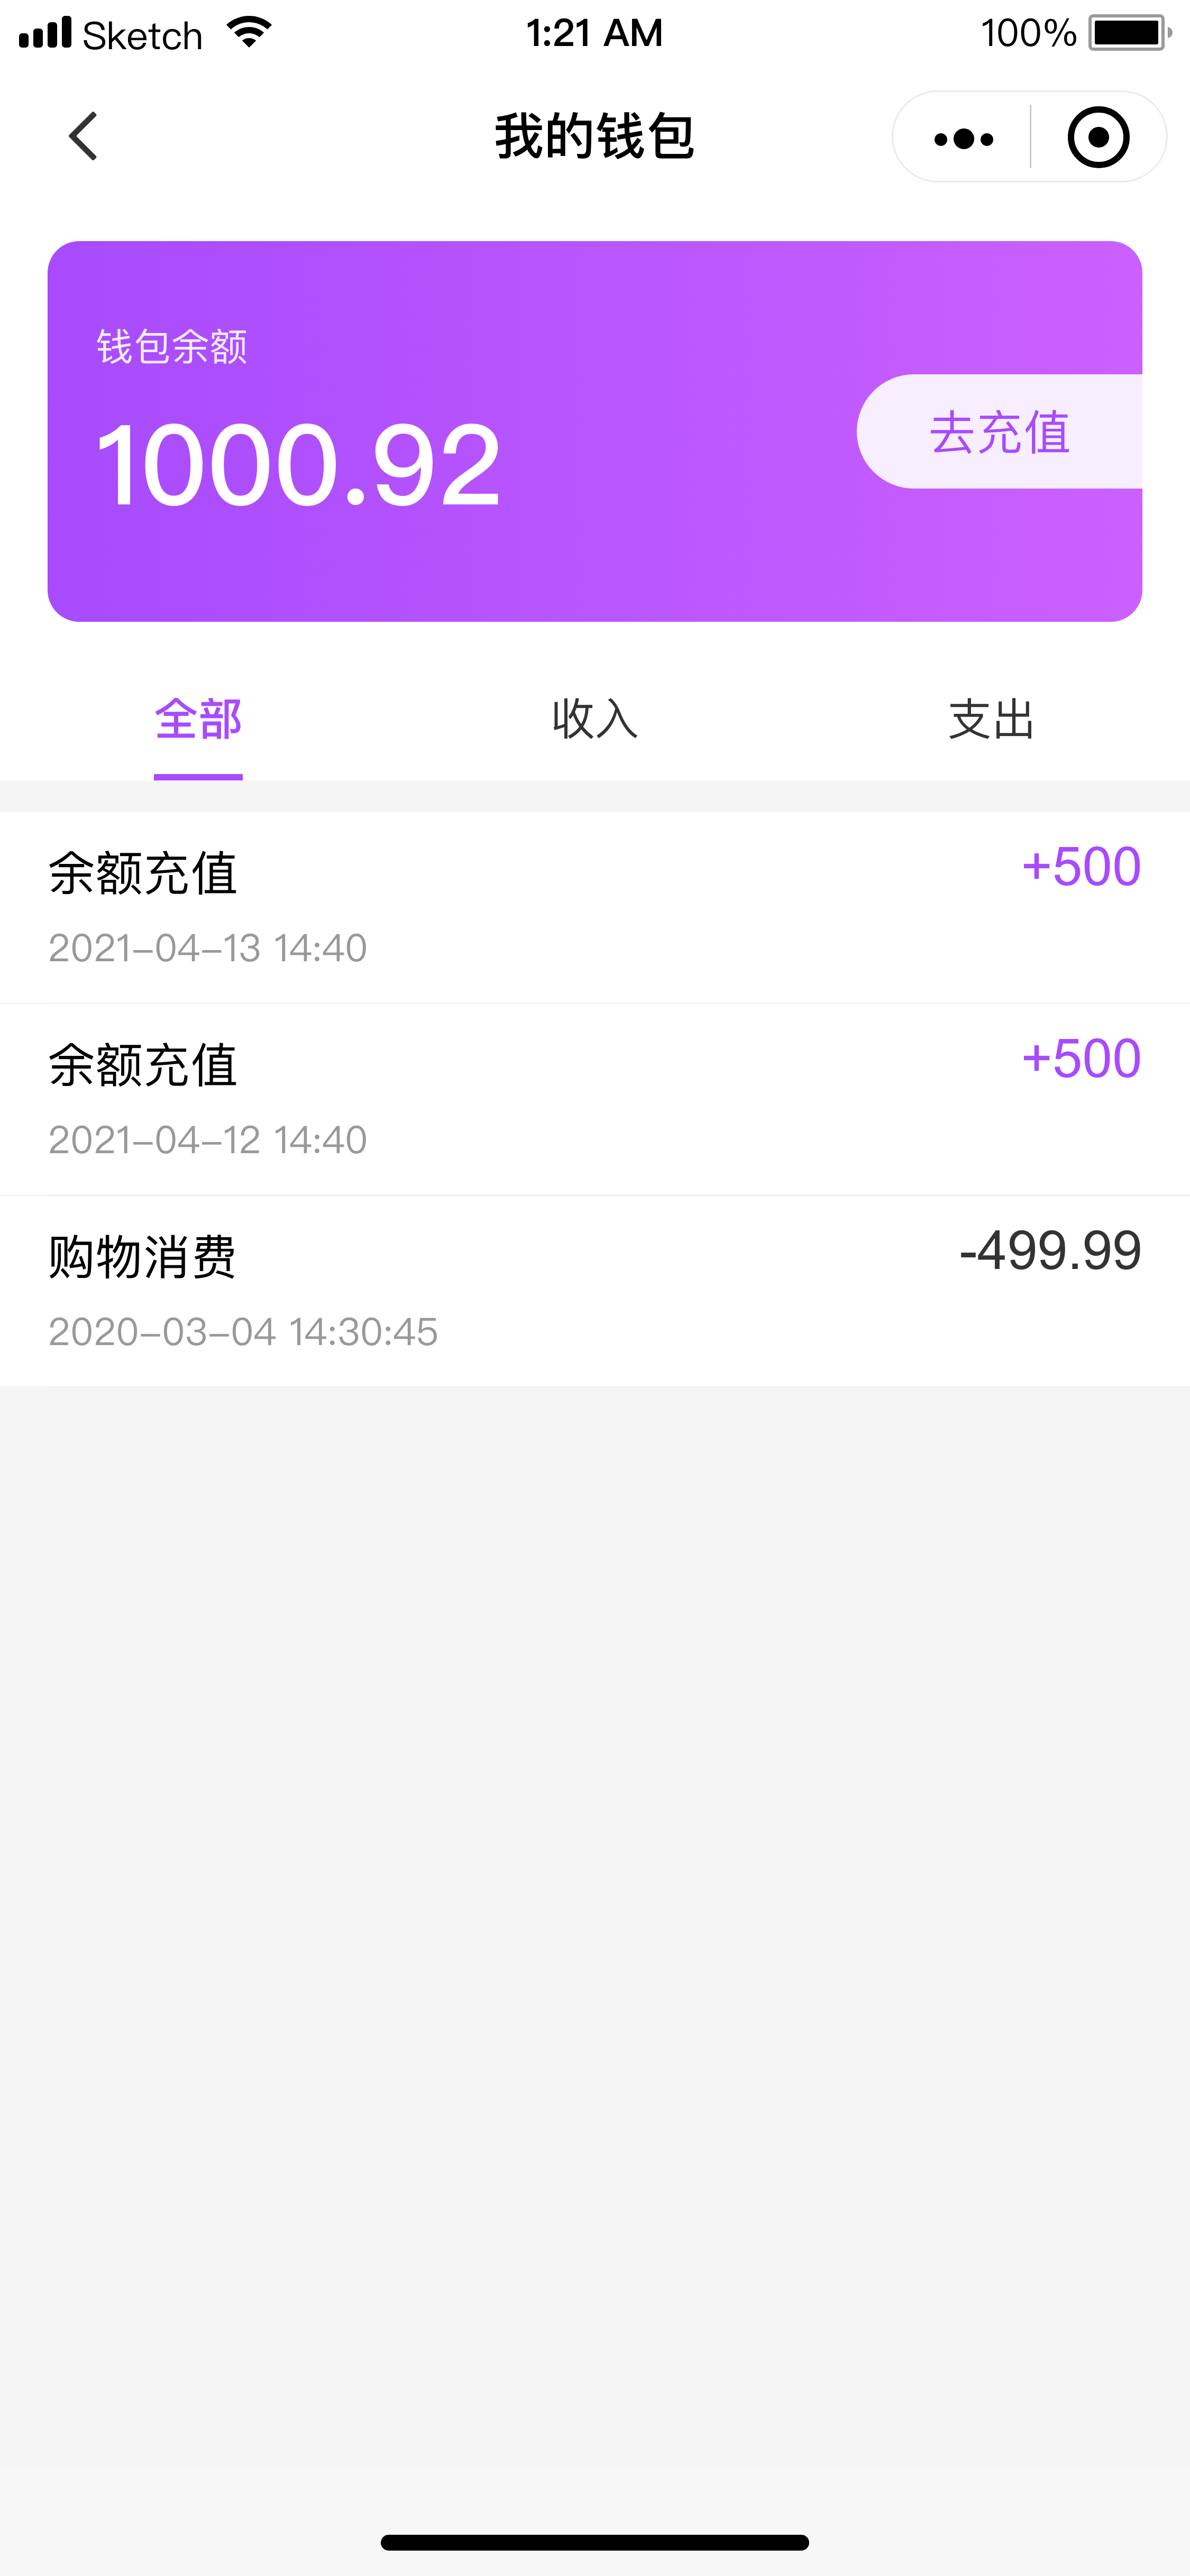 Sketch 1:21 AM 100%
我的钱包
钱包余额
1000.92
去充值
全部 收入 支出
余额充值 +500
2021-04-13 14:40
余额充值 +500
2021-04-12 14:40
购物消费 -499.99
2020-03-04 14:30:45